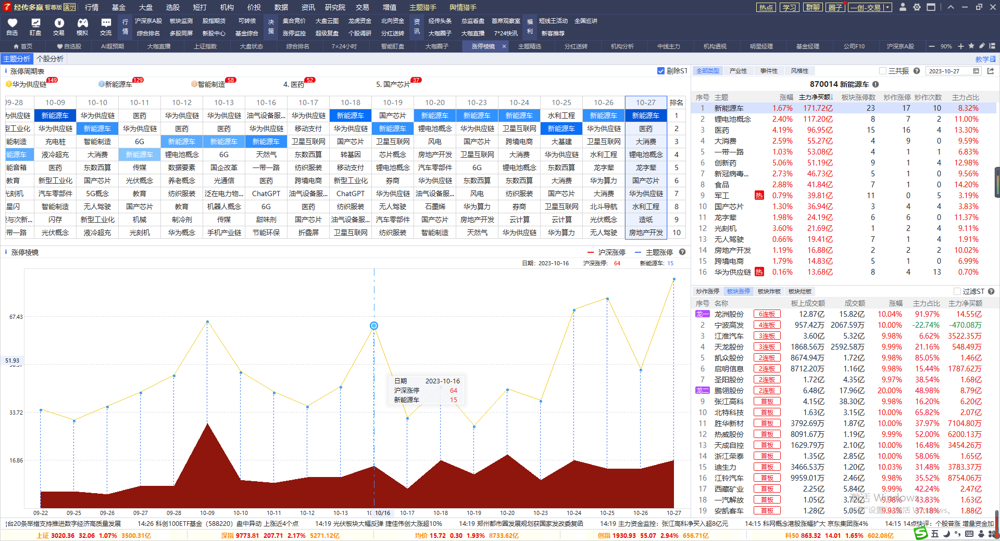 经传多赢 智尊版 演示 行情 基金 大盘 选股 短打 机构 价投 数据 资讯 研究院 交易 增值 主题猎手 舆情猎手 热点 学习 群聊 圈子 一创-交易
自选 盯盘 交易 模拟 交流
行情 沪深京A股 板块监测 股指期货 可转债 决策 集合竞价 大盘云图 龙虎资金 北向资金 资讯 经传头条 总监看盘 首席观察室 福利 短线王活动 全国巡讲
综合排名 多股同屏 新股中心 基金综合 涨停监控 超级复盘 个股调研 分红送转 大咖圈子 大咖直播 7*24快讯 新客推荐
首页 自选股 AI超预期 大咖直播 上证指数 大盘状态 综合排名 7×24小时 智能盯盘 大咖圈子 涨停棱镜 × 主题精选 分红送转 机构分析 中线主力 机构透视 明星经理 基金经理 公司F10 沪深京A股 90%
主题分析 个股分析 教学
涨停周期表 剔除ST
1 华为供应链 149 2 新能源车 129 3 智能制造 58 4. 医药 52 5. 国产芯片 37
09-28 10-09 10-10 10-11 10-12 10-13 10-16 10-17 10-18 10-19 10-20 10-23 10-24 10-25 10-26 10-27 排名
为供应链 新能源车 华为供应链 医药 华为供应链 华为供应链 油气设备服... 华为供应链 新能源车 国产芯片 新能源车 新能源车 新能源车 水利工程 新能源车 新能源车 1
型工业化 华为供应链 新能源车 华为供应链 医药 医药 华为供应链 移动支付 华为供应链 新能源车 锂电池概念 华为供应链 卫星互联网 新能源车 华为供应链 医药 2
能制造 充电桩 智能制造 6G 新能源车 新能源车 新能源车 卫星互联网 国产芯片 卫星互联网 风电 国产芯片 跨境电商 大基建 卫星互联网 大消费 3
能源车 液冷超充 大消费 新能源车 锂电池概念 6G 天然气 东数西算 转基因 芯片概念 房地产开发 卫星互联网 大消费 华为供应链 水利工程 锂电池概念 4
能音箱 医药 东数西算 传媒 数据要素 国企改革 一带一路 纺织服装 移动支付 锂电池概念 汽车零部件 6G 锂电池概念 东数西算 龙字辈 龙字辈 5
教育 新型工业化 国产芯片 光伏概念 养老概念 光通信 医药 跨境电商 新型工业化 券商 华为供应链 东数西算 东数西算 大消费 华为算力 国产芯片 6
光刻机 汽车零部件 5G概念 教育 纺织服装 泛在电力物... ChatGPT 油气设备服... ChatGPT 华为供应链 油气设备服... 风电 纺织服装 国产芯片 大消费 华为供应链 7
星闪 智能制造 无人驾驶 国产芯片 教育 机器人概念 6G 医药 纺织服装 无人驾驶 石墨烯 华为算力 券商 卫星互联网 北斗导航 水利工程 8
与次新... 闪存 新型工业化 机械 制冷剂 传媒 甜味剂 国产芯片 油气设备服... 汽车零部件 国产芯片 房地产开发 云计算 云计算 光伏概念 造纸 9
带一路 光伏概念 液冷超充 光刻机 华为概念 手机产业链 节能环保 折叠屏 卫星互联网 纺织服装 智能制造 天然气 华为供应链 华为算力 无人驾驶 房地产开发 10
涨停棱镜 沪深涨停 主题涨停
日期: 2023-10-16 沪深涨停: 64 新能源车: 15
67.43
51.93
33.72
16.86
日期 2023-10-16
沪深涨停 64
新能源车 15
09-22 09-25 09-26 09-27 09-28 10-09 10-10 10-11 10-12 10-13 10/16 10-17 10-18 10-19 10-20 10-23 10-24 10-25 10-26 10-27
全部类型 产业性 事件性 风格性 三共振 2023-10-27
870014 新能源车
序号 主题 涨幅 主力净买额↓ 板块涨停数 炒作涨停 炒作次数 主力占比
1 新能源车 1.67% 171.72亿 23 17 10 8.32%
2 锂电池概念 2.40% 117.20亿 8 7 2 11.00%
3 医药 4.19% 96.95亿 15 16 4 13.30%
4 大消费 2.59% 55.27亿 4 9 0 9.59%
5 一带一路 1.03% 53.08亿 4 1 1 6.83%
6 创新药 5.06% 51.19亿 9 1 4 12.98%
7 新冠病毒... 2.73% 46.73亿 5 1 0 9.56%
8 食品 2.88% 41.84亿 7 1 0 14.20%
9 军工 热 0.79% 39.81亿 11 0 5 3.19%
10 国产芯片 1.30% 36.94亿 3 4 4 3.83%
11 龙字辈 1.98% 24.19亿 6 6 0 11.37%
12 光刻机 3.60% 21.69亿 1 2 4 9.11%
13 无人驾驶 0.66% 19.41亿 7 1 4 1.91%
14 房地产开发 1.19% 16.88亿 2 2 2 10.02%
15 跨境电商 1.79% 14.83亿 5 1 0 6.99%
16 华为供应链 热 0.16% 13.68亿 8 4 13 0.70%
炒作涨停 板块涨停 板块炸板 板块烂板 过滤ST
序号 名称 板上成交额 成交额 涨幅 主力占比 主力净买额
龙一 龙洲股份 6连板 12.87亿 15.82亿 10.04% 91.97% 14.55亿
2 宁波高发 4连板 957.42万 2067.59万 10.00% -22.74% -470.08万
3 江淮汽车 3连板 3.60亿 5.32亿 9.98% 6.62% 3522.35万
4 天龙股份 3连板 1868.56万 2592.58万 9.99% 21.16% 548.49万
5 凯众股份 2连板 8674.94万 1.72亿 9.98% 85.05% 1.46亿
6 启明信息 2连板 8712.20万 1.16亿 9.98% 15.44% 1787.62万
7 圣阳股份 2连板 1.72亿 4.35亿 9.97% 38.54% 1.68亿
龙二 鹏翎股份 2连板 6.48亿 17.96亿 20.00% 48.98% 8.79亿
9 张江高科 首板 4.15亿 38.30亿 9.98% 16.20% 6.20亿
10 北特科技 首板 1.63亿 3.15亿 10.00% 65.82% 2.07亿
11 胜华新材 首板 3792.69万 1.87亿 10.00% 37.97% 7104.80万
12 热威股份 首板 8091.67万 1.19亿 9.99% 52.00% 6200.13万
13 天成自控 首板 1629.79万 2.10亿 10.00% 16.48% 3454.26万
14 浙江荣泰 首板 1.35亿 2.85亿 10.00% 58.06% 1.65亿
15 迪生力 首板 3466.53万 1.20亿 10.03% 31.48% 3783.37万
16 江铃汽车 首板 9959.01万 2.46亿 9.98% 35.52% 8754.06万
17 西藏矿业 首板 2.25亿 5.84亿 9.99% 42.24% 2.47亿
18 一汽解放 首板 1.05亿 3.72亿 9.98% 43.83% 1.63亿
19 安凯客车 首板 1.28亿 5.05亿 9.93% 37.18% 1.88亿
激活 Windows
转到"设置"以激活 Windows。
出台20条举措支持推进数字经济高质量发展 14:26 科创100ETF基金（588220）盘中异动 上涨近4个点 14:19 光伏板块大幅反弹 捷佳伟创大涨超10% 14:19 郑州都市圈发展规划获国家发改委复函 14:19 主力资金监控：张江高科净买入超8亿元 14:15 科网概念港股涨幅扩大 京东集团涨4% 14:15 14点快评：个股普涨 增量资金加
上证 3020.36 32.06 1.07% 3500.31亿 深指 9773.81 207.71 2.17% 5271.12亿 均价 15.72 0.30 1.93% 8733.62亿 创指 1930.93 55.07 2.94% 656.71亿 科50 863.32 14.01 1.65% 602.08亿 五